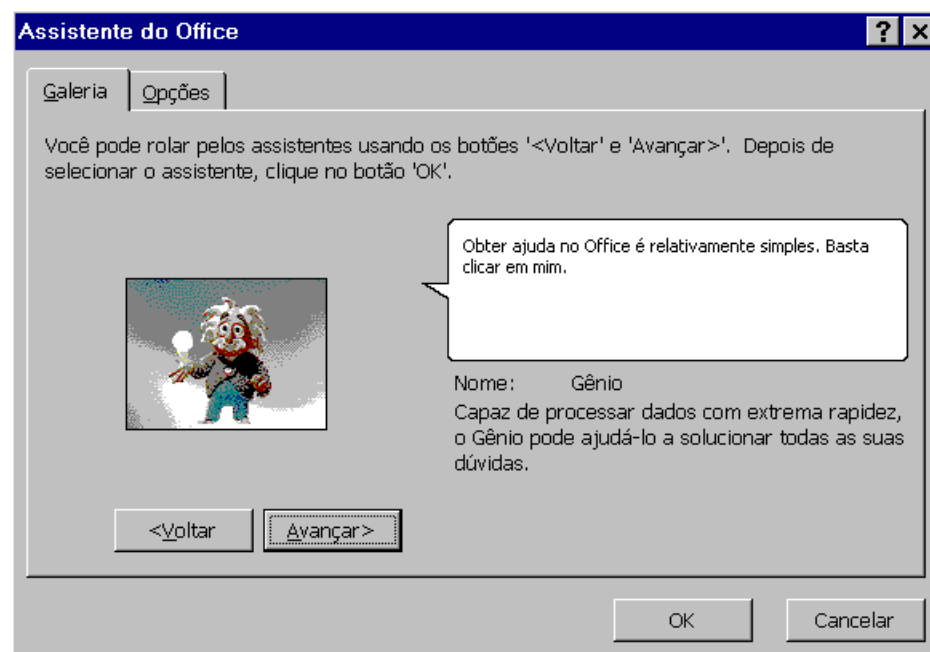 Assistente do Office
Galeria
Opções
Você pode rolar pelos assistentes usando os botões '<Voltar' e 'Avançar>'. Depois de
selecionar o assistente, clique no botão 'OK'.
Obter ajuda no Office é relativamente simples. Basta
clicar em mim.
Nome: Gênio
Capaz de processar dados com extrema rapidez,
o Gênio pode ajudá-lo a solucionar todas as suas
dúvidas.
<Voltar
Avançar>
OK
Cancelar